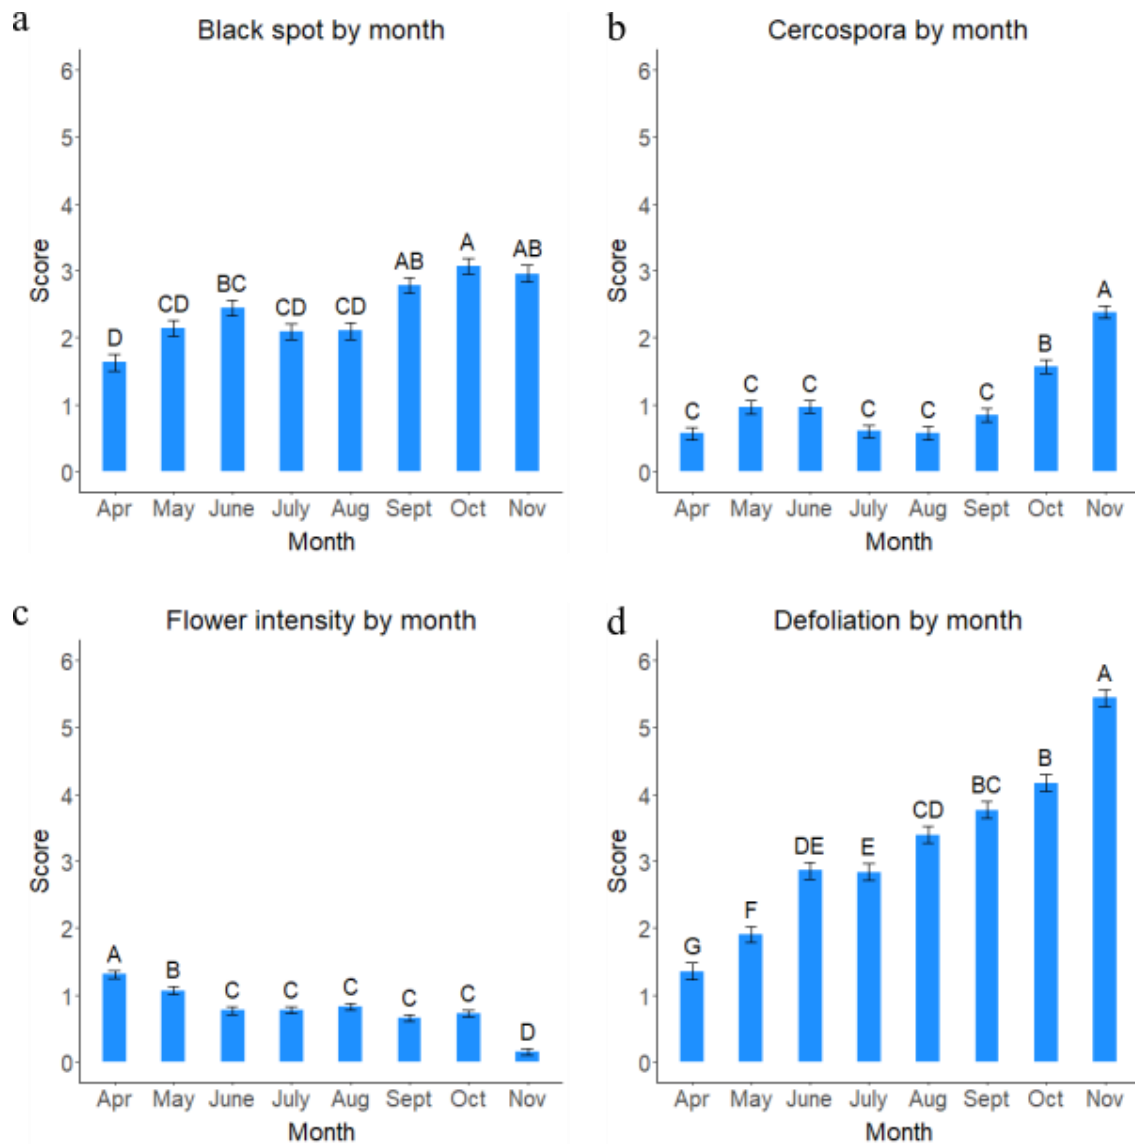 a
Black spot by month
6
5
4
3
2
1
0
Score
D
CD
BC
CD
CD
AB
A
AB
Apr May June July Aug Sept Oct Nov
Month
b
Cercospora by month
6
5
4
3
2
1
0
Score
C
C
C
C
C
C
B
A
Apr May June July Aug Sept Oct Nov
Month
c
Flower intensity by month
6
5
4
3
2
1
0
Score
A
B
C
C
C
C
C
D
Apr May June July Aug Sept Oct Nov
Month
d
Defoliation by month
6
5
4
3
2
1
0
Score
G
F
DE
E
CD
BC
B
A
Apr May June July Aug Sept Oct Nov
Month